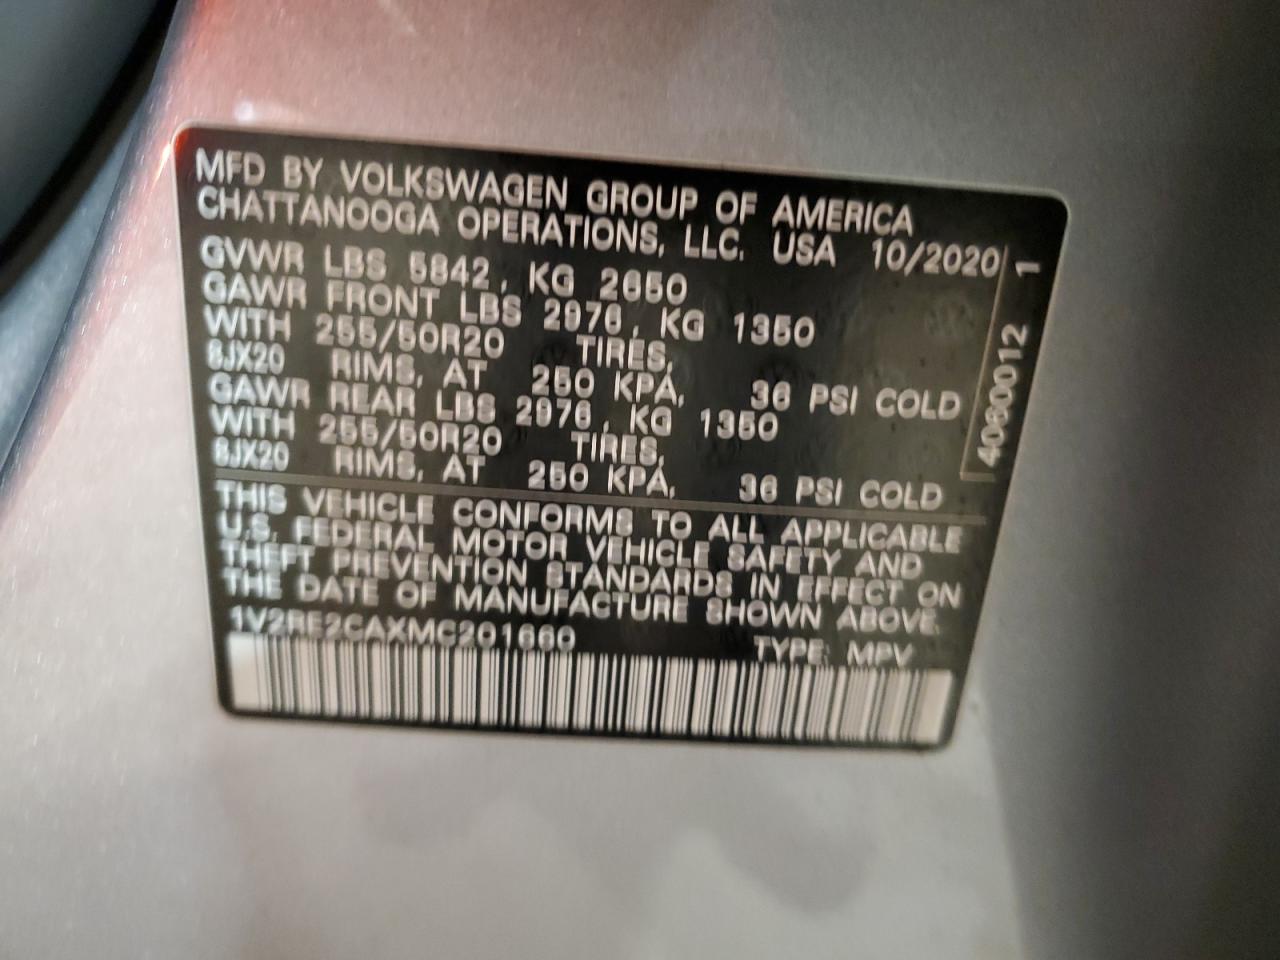 MFD BY VOLKSWAGEN GROUP OF AMERICA
CHATTANOOGA OPERATIONS, LLC. USA 10/2020
GVWR LBS 5842, KG 2650
GAWR FRONT LBS 2976, KG 1350
WITH 255/50R20 TIRES,
8JX20 RIMS, AT 250 KPA, 36 PSI COLD
GAWR REAR LBS 2976, KG 1350
WITH 255/50R20 TIRES,
8JX20 RIMS, AT 250 KPA, 36 PSI COLD
THIS VEHICLE CONFORMS TO ALL APPLICABLE
U.S. FEDERAL MOTOR VEHICLE SAFETY AND
THEFT PREVENTION STANDARDS IN EFFECT ON
THE DATE OF MANUFACTURE SHOWN ABOVE.
1V2RE2CAXMC201660 TYPE: MPV